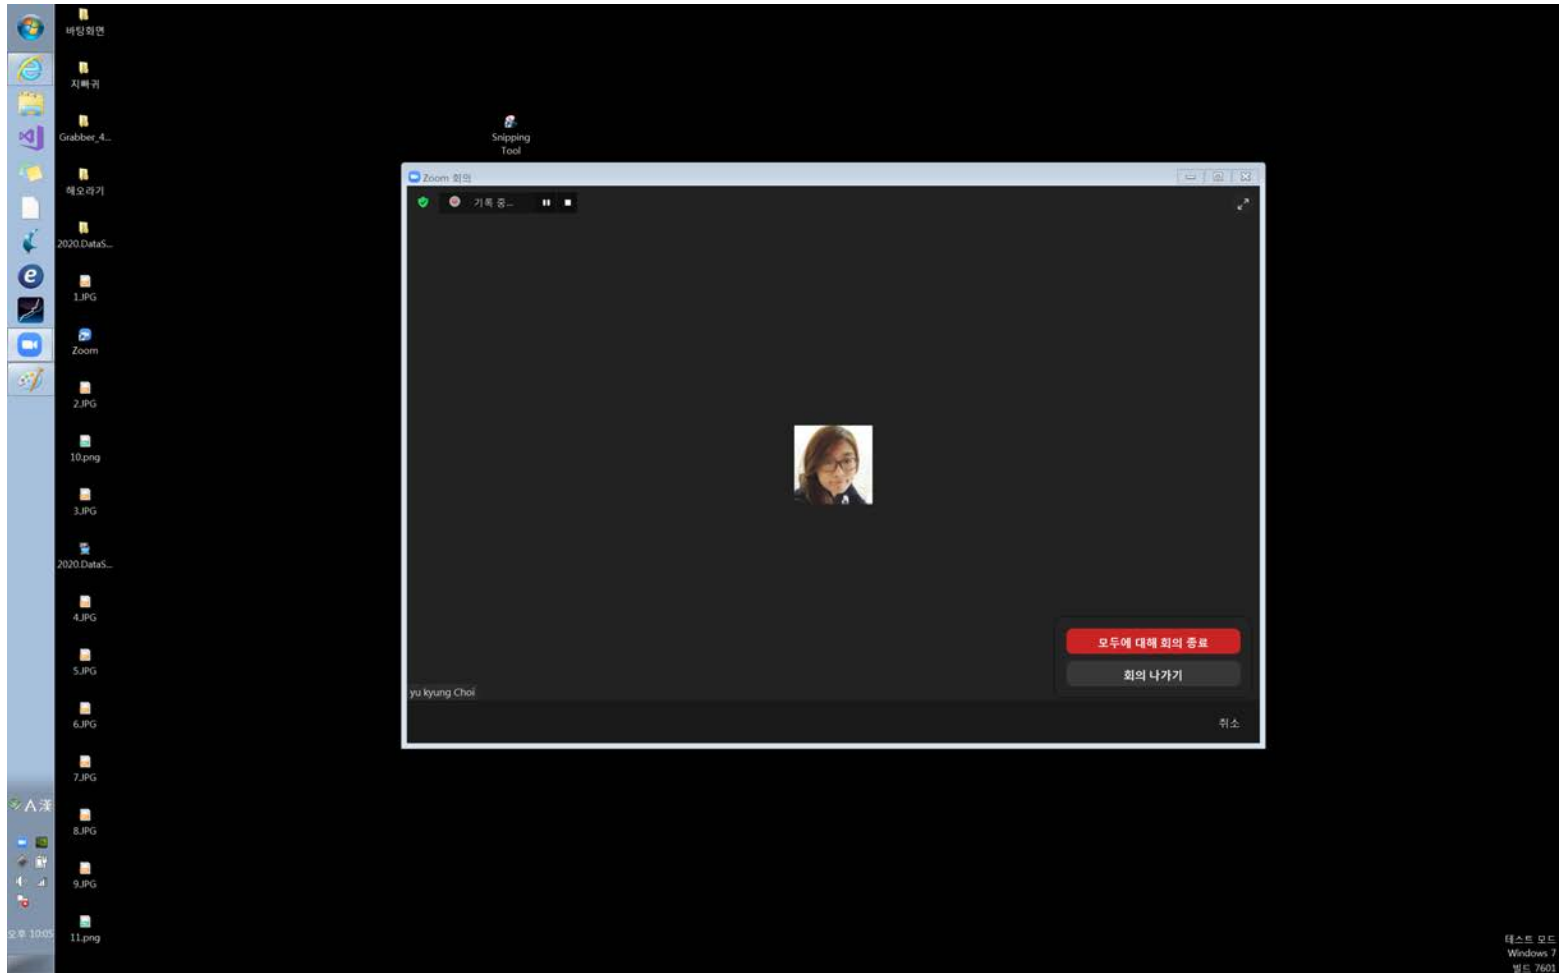 바탕화면
지빠귀
Grabber_4...
해오라기
2020.DataS...
1.JPG
Zoom
2.JPG
10.png
3.JPG
2020.DataS...
4.JPG
5.JPG
6.JPG
7.JPG
8.JPG
9.JPG
11.png
A 漢
오후 10:05
Snipping
Tool
Zoom 회의
기록 중...
모두에 대해 회의 종료
회의 나가기
yu kyung Choi
취소
테스트 모드
Windows 7
빌드 7601